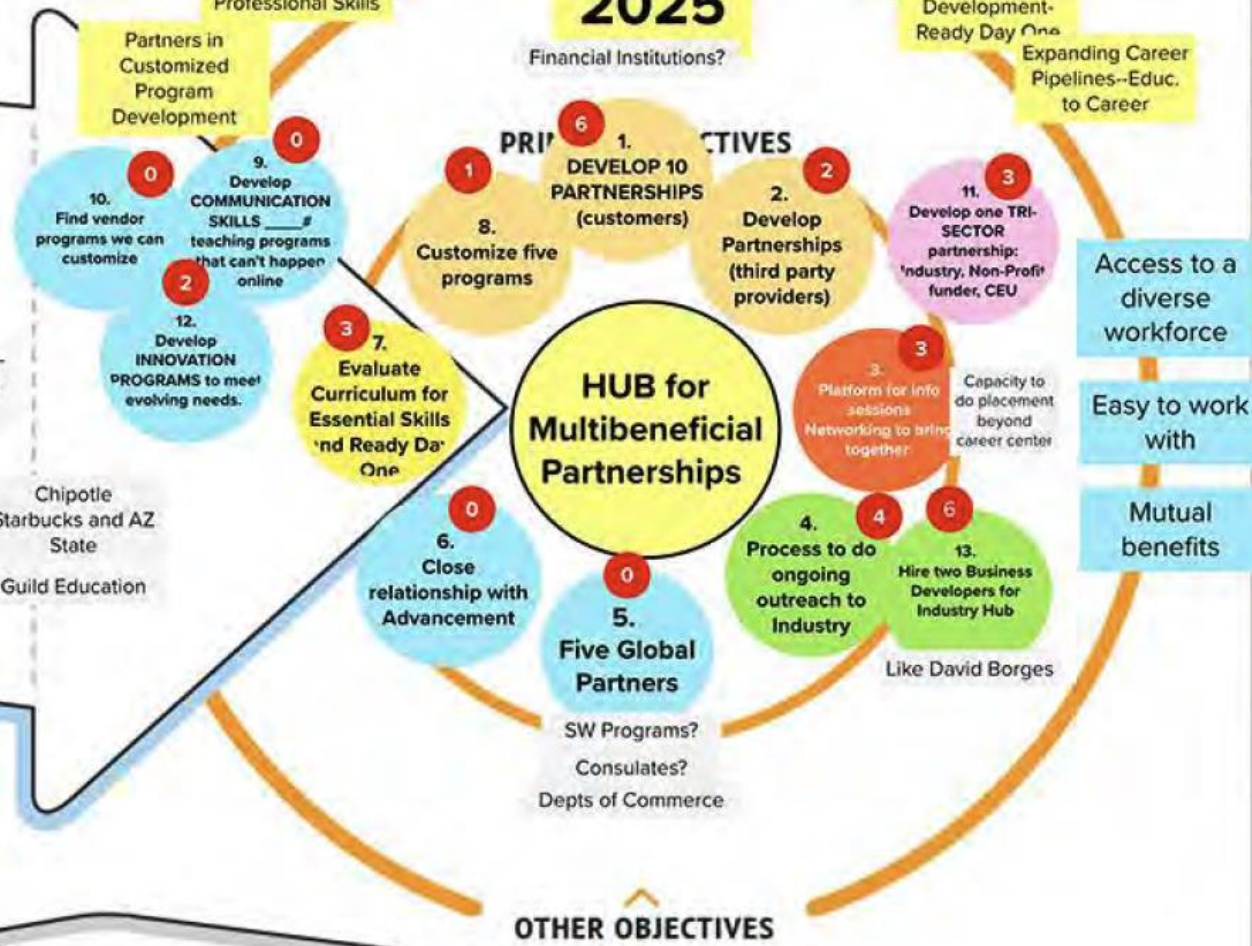 Professional Skills
2025
Development-
Ready Day One
Partners in
Customized
Program
Development
Financial Institutions?
Expanding Career
Pipelines--Educ.
to Career
CTIVES
0
10.
Find vendor
programs we can
customize
0
9.
Develop
COMMUNICATION
SKILLS ____#
teaching programs
that can't happen
online
1
8.
Customize five
programs
6
1.
DEVELOP 10
PARTNERSHIPS
(customers)
2
2.
Develop
Partnerships
(third party
providers)
3
11.
Develop one TRI-
SECTOR
partnership:
Industry, Non-Profit
funder, CEU
Access to a
diverse
workforce
2
12.
Develop
INNOVATION
PROGRAMS to meet
evolving needs.
3
7.
Evaluate
Curriculum for
Essential Skills
and Ready Day
One
HUB for
Multibeneficial
Partnerships
3
3.
Platform for info
sessions
Networking to bring
together
Capacity to
do placement
beyond
career center
Easy to work
with
Chipotle
Starbucks and AZ
State
Guild Education
0
6.
Close
relationship with
Advancement
0
5.
Five Global
Partners
4
4.
Process to do
ongoing
outreach to
Industry
6
13.
Hire two Business
Developers for
Industry Hub
Mutual
benefits
Like David Borges
SW Programs?
Consulates?
Depts of Commerce
OTHER OBJECTIVES